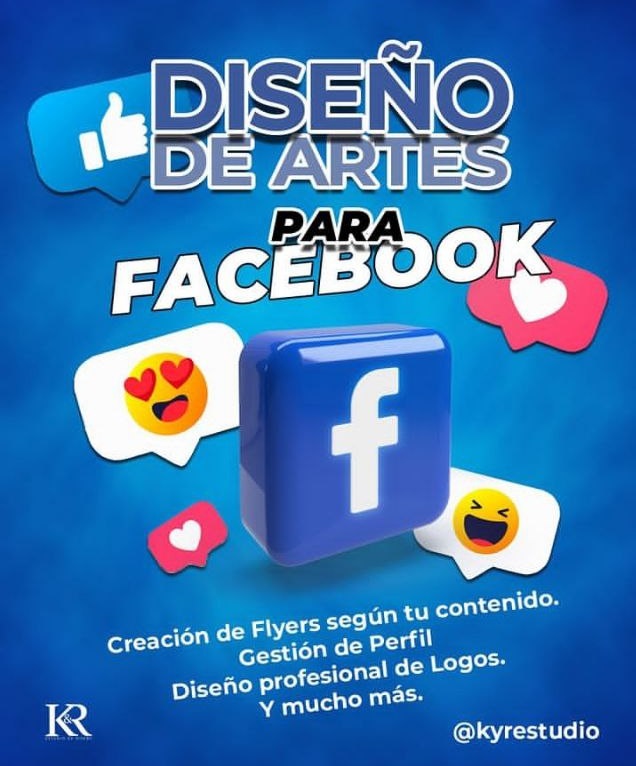 DISEÑO
DE ARTES
PARA
FACEBOOK
f
Creación de Flyers según tu contenido.
Gestión de Perfil
Diseño profesional de Logos.
Y mucho más.
K&R
@kyrestudio